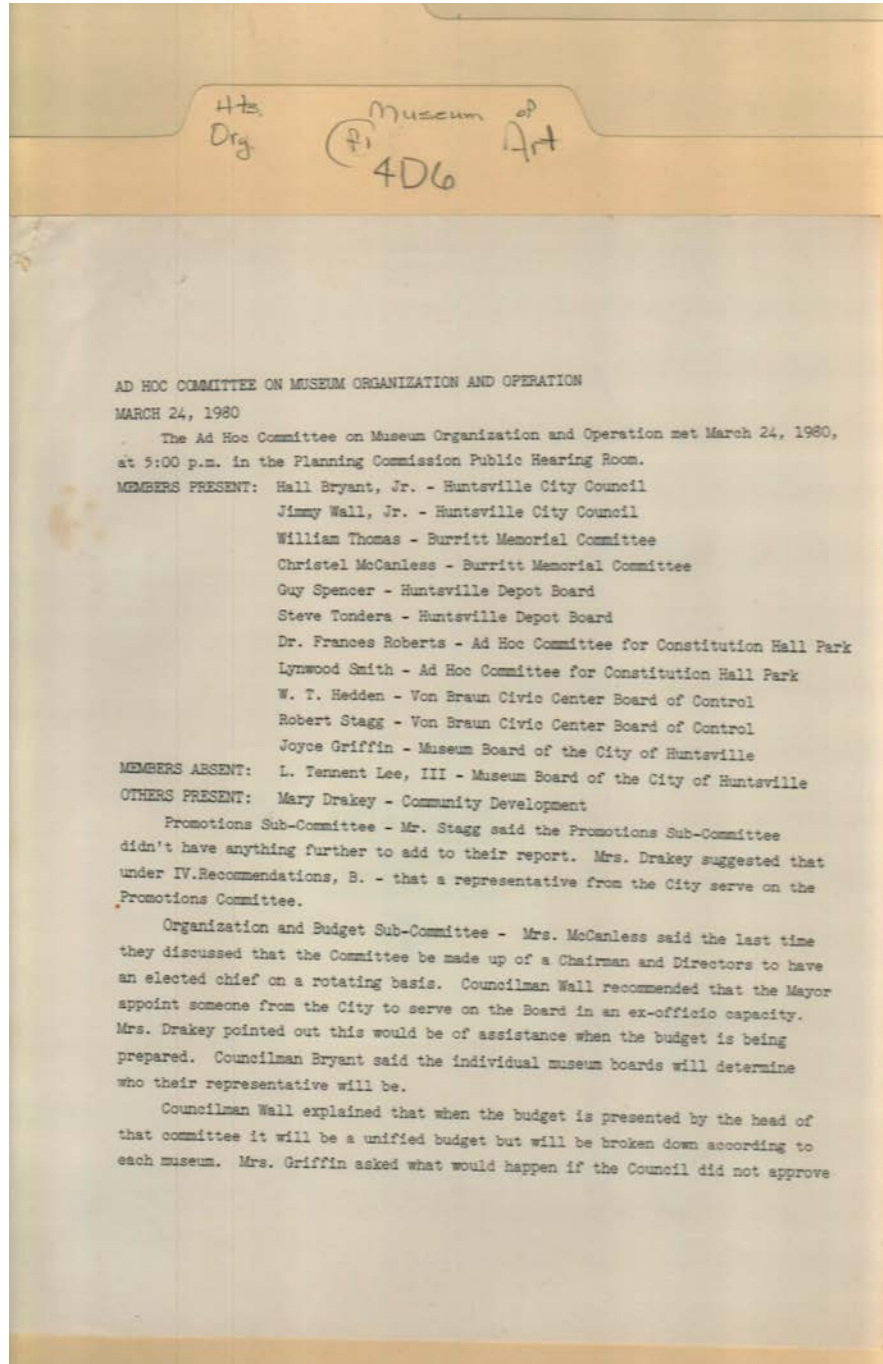 Hts. Museum of
Org. Art
4D6
AD HOC COMMITTEE ON MUSEUM ORGANIZATION AND OPERATION
MARCH 24, 1980
The Ad Hoc Committee on Museum Organization and Operation met March 24, 1980,
at 5:00 p.m. in the Planning Commission Public Hearing Room.
MEMBERS PRESENT: Hall Bryant, Jr. - Huntsville City Council
Jimmy Wall, Jr. - Huntsville City Council
William Thomas - Burritt Memorial Committee
Christel McCanless - Burritt Memorial Committee
Guy Spencer - Huntsville Depot Board
Steve Tondera - Huntsville Depot Board
Dr. Frances Roberts - Ad Hoc Committee for Constitution Hall Park
Lynwood Smith - Ad Hoc Committee for Constitution Hall Park
W. T. Hedden - Von Braun Civic Center Board of Control
Robert Stagg - Von Braun Civic Center Board of Control
Joyce Griffin - Museum Board of the City of Huntsville
MEMBERS ABSENT: L. Tennent Lee, III - Museum Board of the City of Huntsville
OTHERS PRESENT: Mary Drakey - Community Development
Promotions Sub-Committee - Mr. Stagg said the Promotions Sub-Committee
didn't have anything further to add to their report. Mrs. Drakey suggested that
under IV.Recommendations, B. - that a representative from the City serve on the
Promotions Committee.
Organization and Budget Sub-Committee - Mrs. McCanless said the last time
they discussed that the Committee be made up of a Chairman and Directors to have
an elected chief on a rotating basis. Councilman Wall recommended that the Mayor
appoint someone from the City to serve on the Board in an ex-officio capacity.
Mrs. Drakey pointed out this would be of assistance when the budget is being
prepared. Councilman Bryant said the individual museum boards will determine
who their representative will be.
Councilman Wall explained that when the budget is presented by the head of
that committee it will be a unified budget but will be broken down according to
each museum. Mrs. Griffin asked what would happen if the Council did not approve